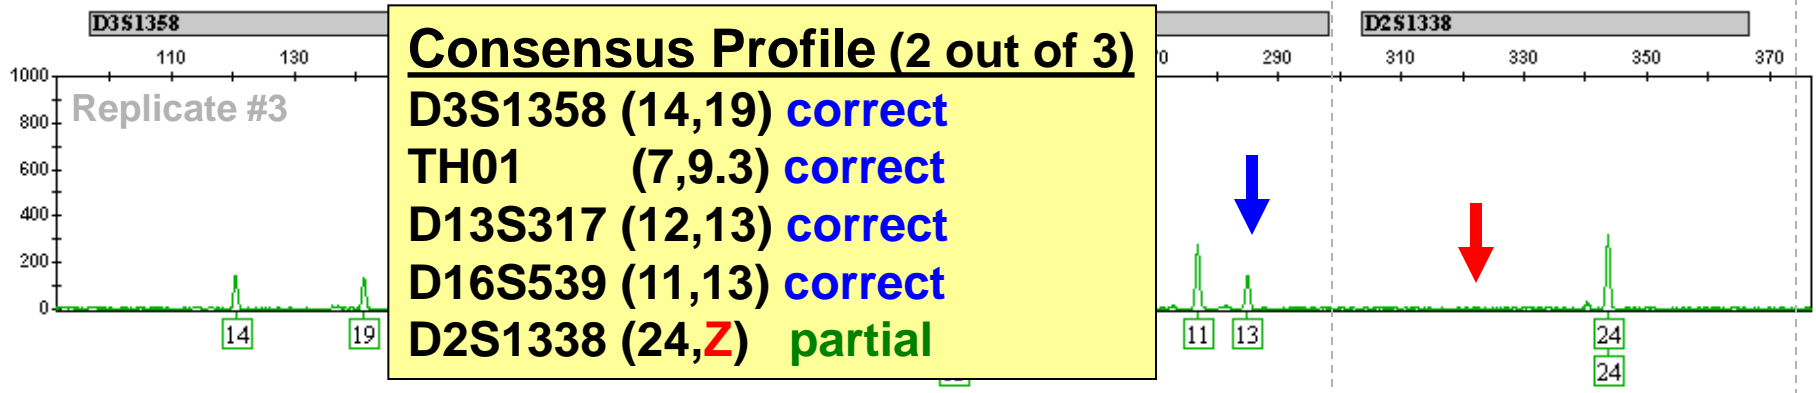 D3S1358
D2S1338
110 130 290 310 330 350 370
Consensus Profile (2 out of 3)
1000
Replicate #3
800
600
400
200
0
D3S1358 (14,19) correct
TH01 (7,9.3) correct
D13S317 (12,13) correct
D16S539 (11,13) correct
D2S1338 (24,Z) partial
14 19 11 13 24
24